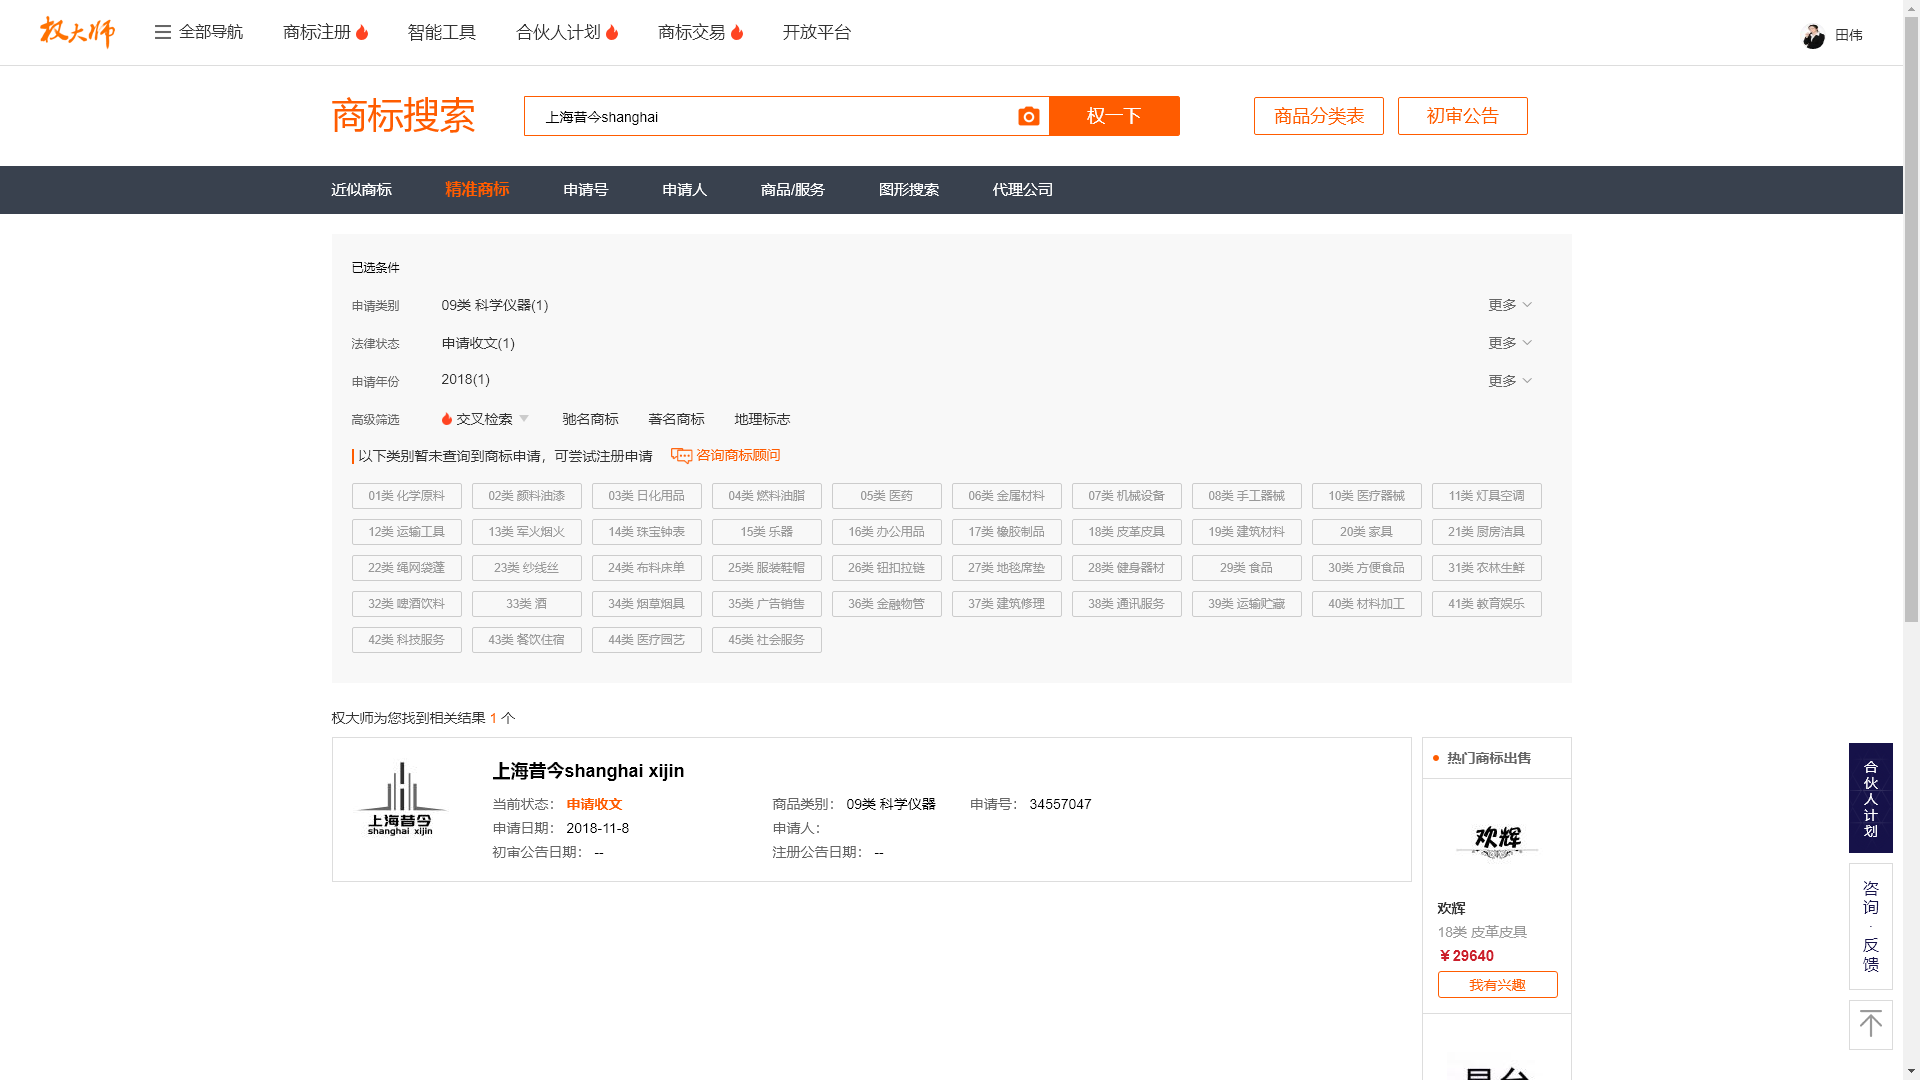 权大师
全部导航 商标注册 智能工具 合伙人计划 商标交易 开放平台 田伟
商标搜索 上海昔今shanghai 权一下 商品分类表 初审公告
近似商标 精准商标 申请号 申请人 商品/服务 图形搜索 代理公司
已选条件
申请类别 09类 科学仪器(1) 更多
法律状态 申请收文(1) 更多
申请年份 2018(1) 更多
高级筛选 交叉检索 驰名商标 著名商标 地理标志
以下类别暂未查询到商标申请，可尝试注册申请 咨询商标顾问
01类 化学原料 02类 颜料油漆 03类 日化用品 04类 燃料油脂 05类 医药 06类 金属材料 07类 机械设备 08类 手工器械 10类 医疗器械 11类 灯具空调
12类 运输工具 13类 军火烟火 14类 珠宝钟表 15类 乐器 16类 办公用品 17类 橡胶制品 18类 皮革皮具 19类 建筑材料 20类 家具 21类 厨房洁具
22类 绳网袋篷 23类 纱线丝 24类 布料床单 25类 服装鞋帽 26类 钮扣拉链 27类 地毯席垫 28类 健身器材 29类 食品 30类 方便食品 31类 农林生鲜
32类 啤酒饮料 33类 酒 34类 烟草烟具 35类 广告销售 36类 金融物管 37类 建筑修理 38类 通讯服务 39类 运输贮藏 40类 材料加工 41类 教育娱乐
42类 科技服务 43类 餐饮住宿 44类 医疗园艺 45类 社会服务
权大师为您找到相关结果 1 个
上海昔今
shanghai xijin
上海昔今shanghai xijin
当前状态： 申请收文 商品类别： 09类 科学仪器 申请号： 34557047
申请日期： 2018-11-8 申请人：
初审公告日期： -- 注册公告日期： --
热门商标出售
欢辉
欢辉
18类 皮革皮具
￥29640
我有兴趣
合伙人计划
咨询·反馈